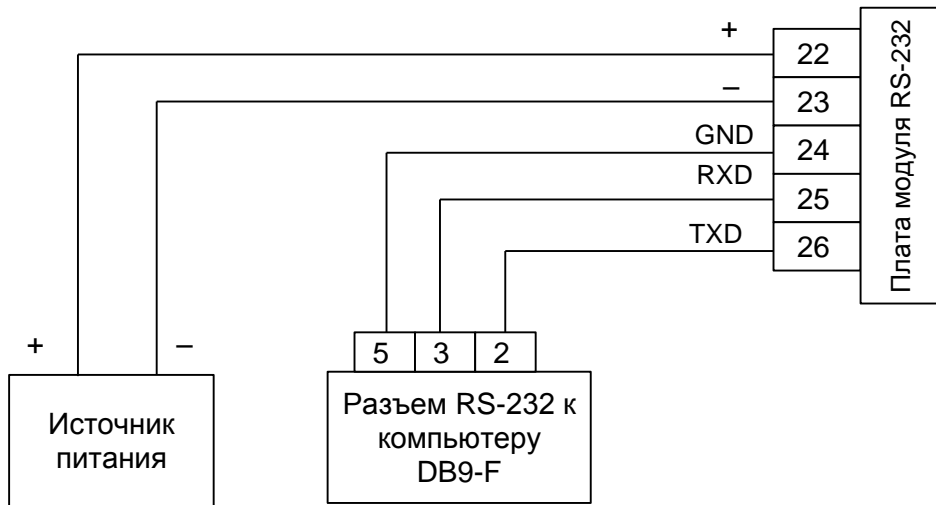 +
22
–
23
GND
24
RXD
25
TXD
26
Плата модуля RS-232
+
–
5
3
2
Источник
питания
Разъем RS-232 к
компьютеру
DB9-F